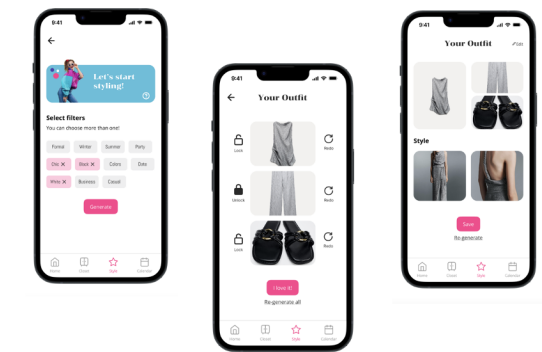 9:41
Let's start
styling!
Select filters
You can choose more than one!
Formal Winter Summer Party
Chic X Black X Colors Date
White X Business Casual
Generate
Home Closet Style Calendar
9:41
Your Outfit
Lock Redo
Unlock Redo
Lock Redo
I love it!
Re-generate all
Home Closet Style Calendar
9:41
Your Outfit Edit
Style
Save
Re-generate
Home Closet Style Calendar